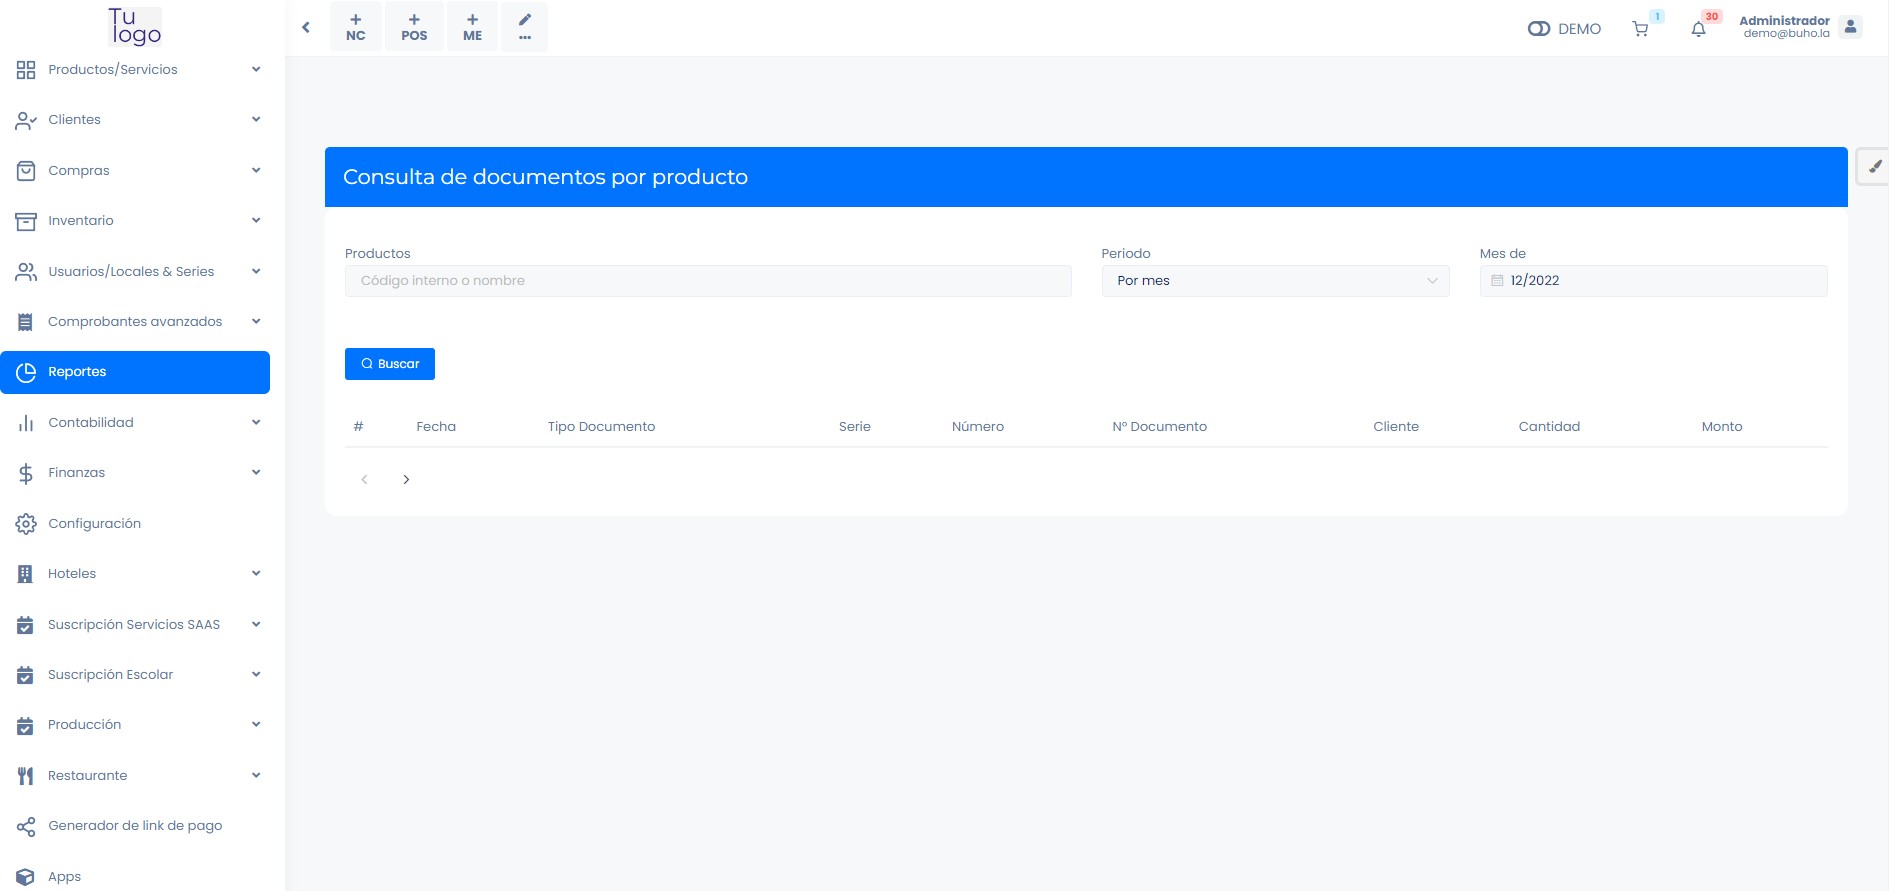 Tu
logo
Productos/Servicios
Clientes
Compras
Inventario
Usuarios/Locales & Series
Comprobantes avanzados
Reportes
Contabilidad
Finanzas
Configuración
Hoteles
Suscripción Servicios SAAS
Suscripción Escolar
Producción
Restaurante
Generador de link de pago
Apps
NC
POS
ME
...
DEMO
1
30
Administrador
demo@buho.la
Consulta de documentos por producto
Productos
Código interno o nombre
Periodo
Por mes
Mes de
12/2022
Buscar
# Fecha Tipo Documento Serie Número N° Documento Cliente Cantidad Monto